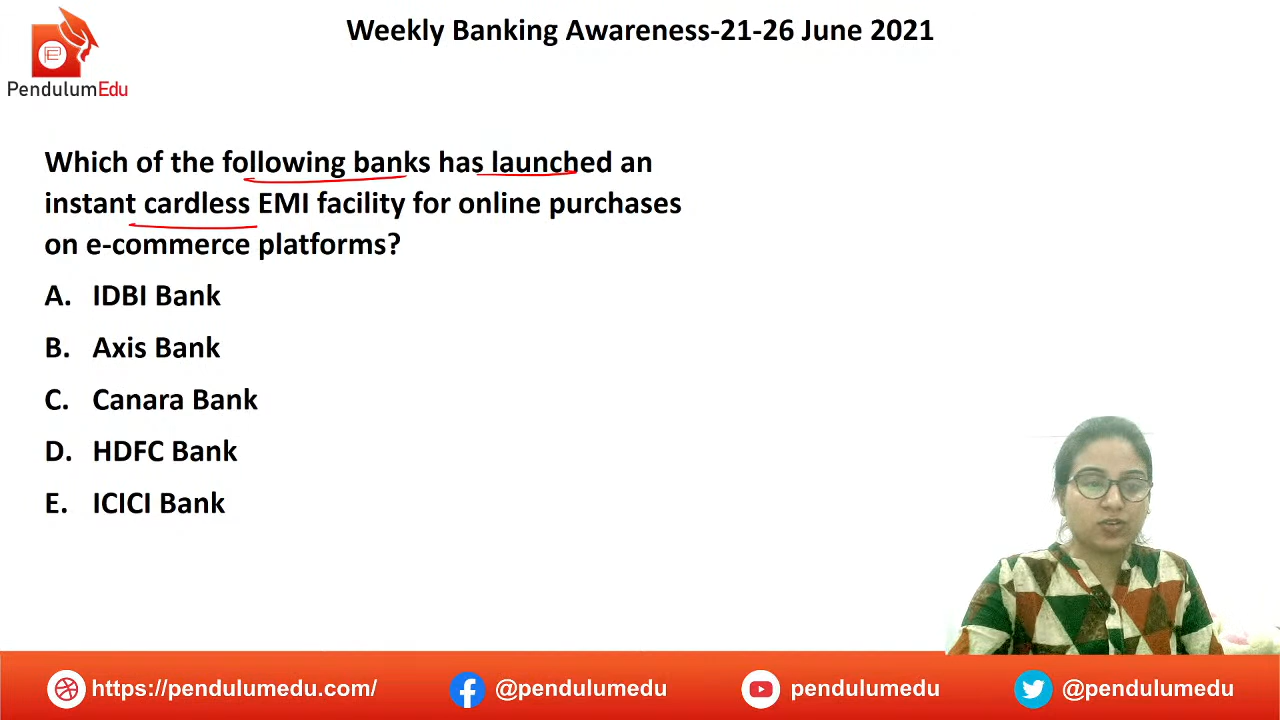 Weekly Banking Awareness-21-26 June 2021
PendulumEdu
Which of the following banks has launched an
instant cardless EMI facility for online purchases
on e-commerce platforms?
A. IDBI Bank
B. Axis Bank
C. Canara Bank
D. HDFC Bank
E. ICICI Bank
https://pendulumedu.com/ @pendulumedu pendulumedu @pendulumedu